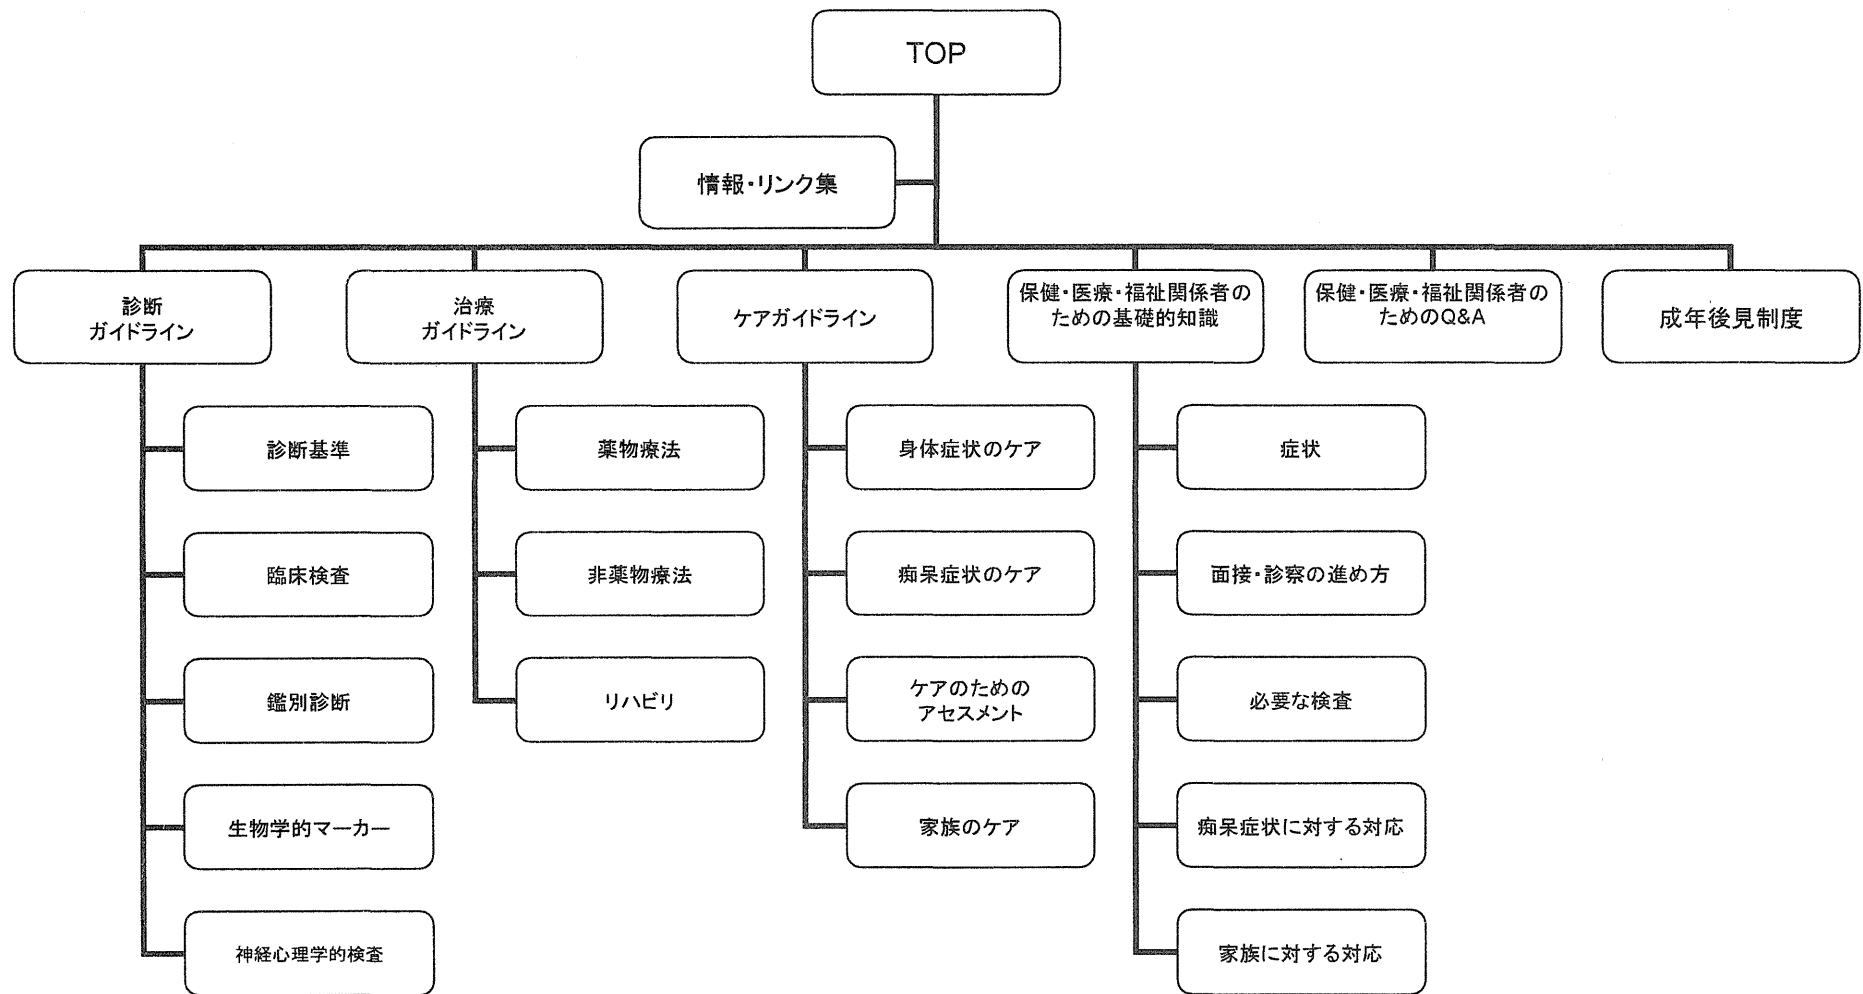 TOP
情報・リンク集
診断
ガイドライン
治療
ガイドライン
ケアガイドライン
保健・医療・福祉関係者の
ための基礎的知識
保健・医療・福祉関係者の
ためのQ&A
成年後見制度
診断基準
臨床検査
鑑別診断
生物学的マーカー
神経心理学的検査
薬物療法
非薬物療法
リハビリ
身体症状のケア
痴呆症状のケア
ケアのための
アセスメント
家族のケア
症状
面接・診察の進め方
必要な検査
痴呆症状に対する対応
家族に対する対応